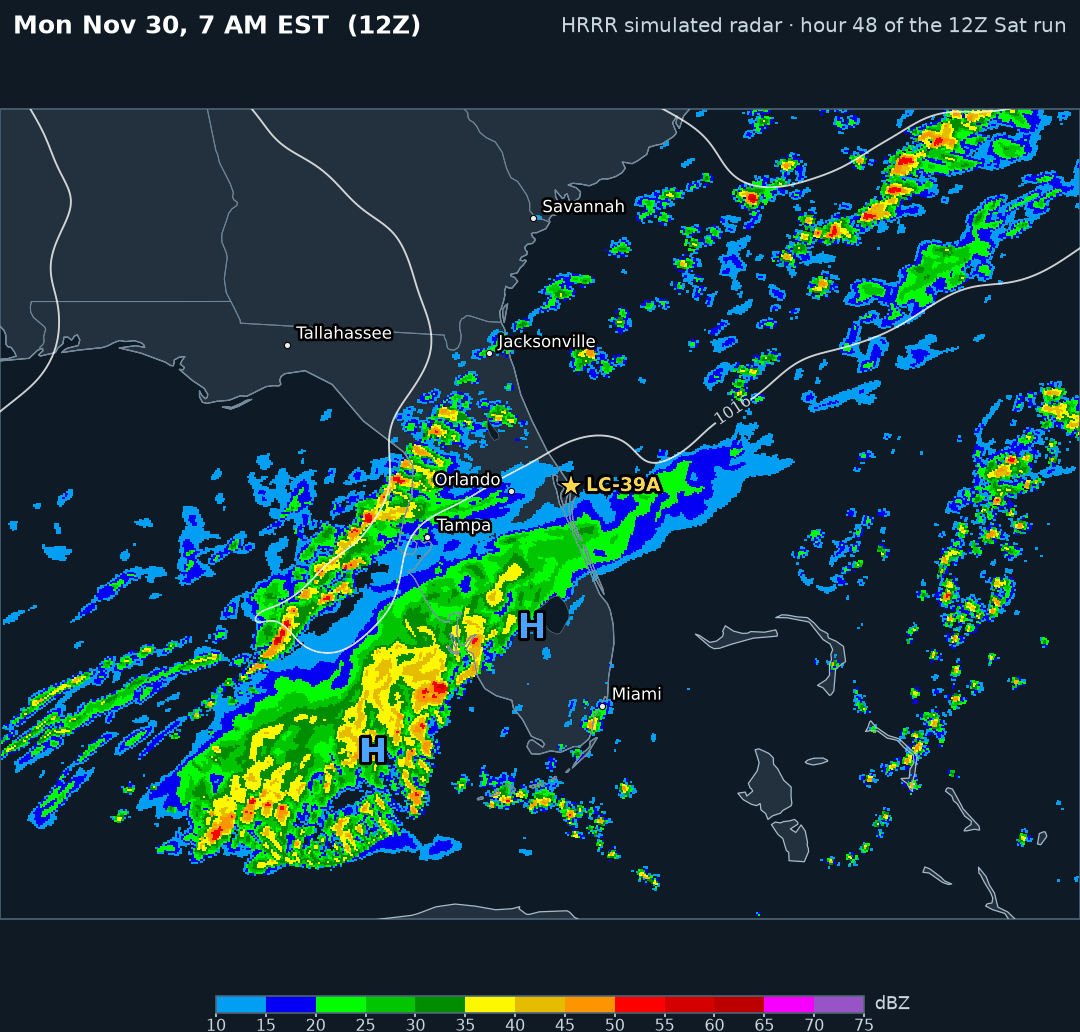 Mon Nov 30, 7 AM EST (12Z)
HRRR simulated radar · hour 48 of the 12Z Sat run
Savannah
Tallahassee
Jacksonville
1016
Orlando
LC-39A
Tampa
H
Miami
H
dBZ
10 15 20 25 30 35 40 45 50 55 60 65 70 75